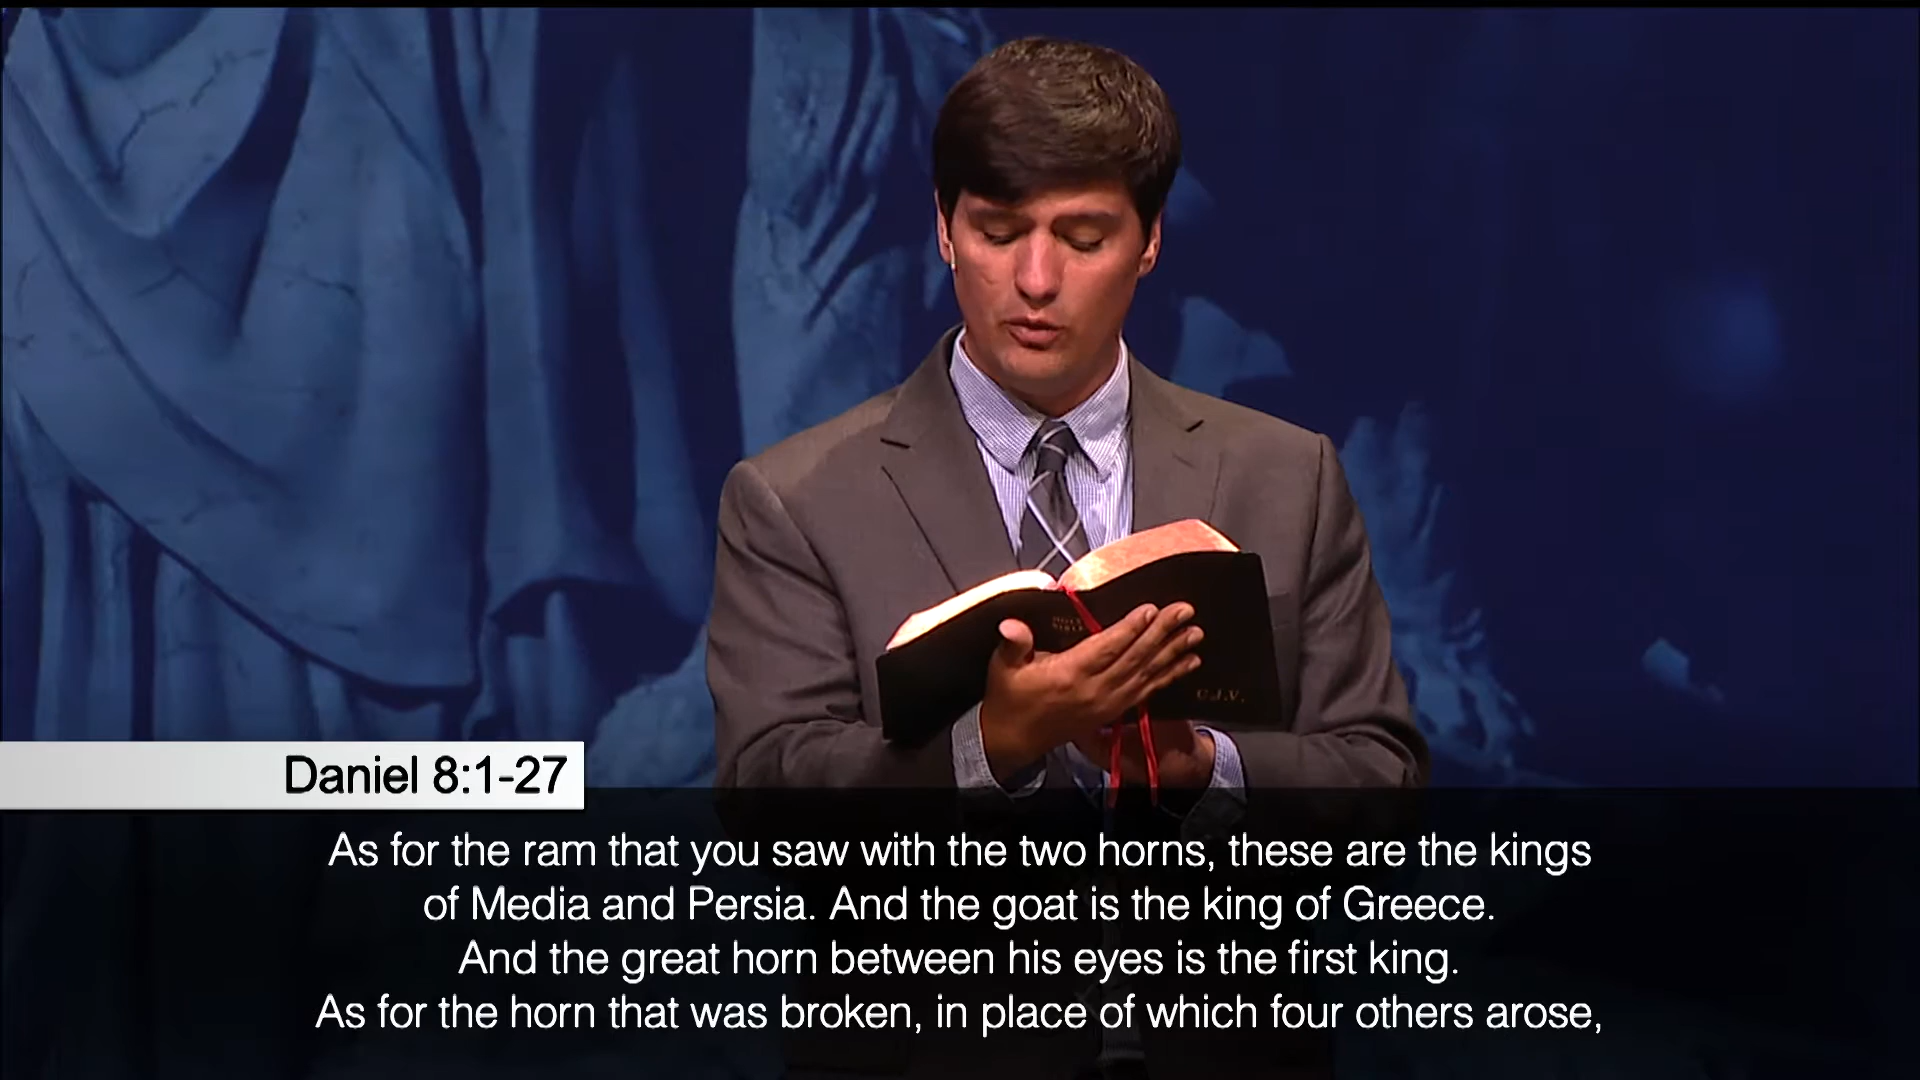 HOLY
BIBLE
Daniel 8:1-27
As for the ram that you saw with the two horns, these are the kings
of Media and Persia. And the goat is the king of Greece.
And the great horn between his eyes is the first king.
As for the horn that was broken, in place of which four others arose,